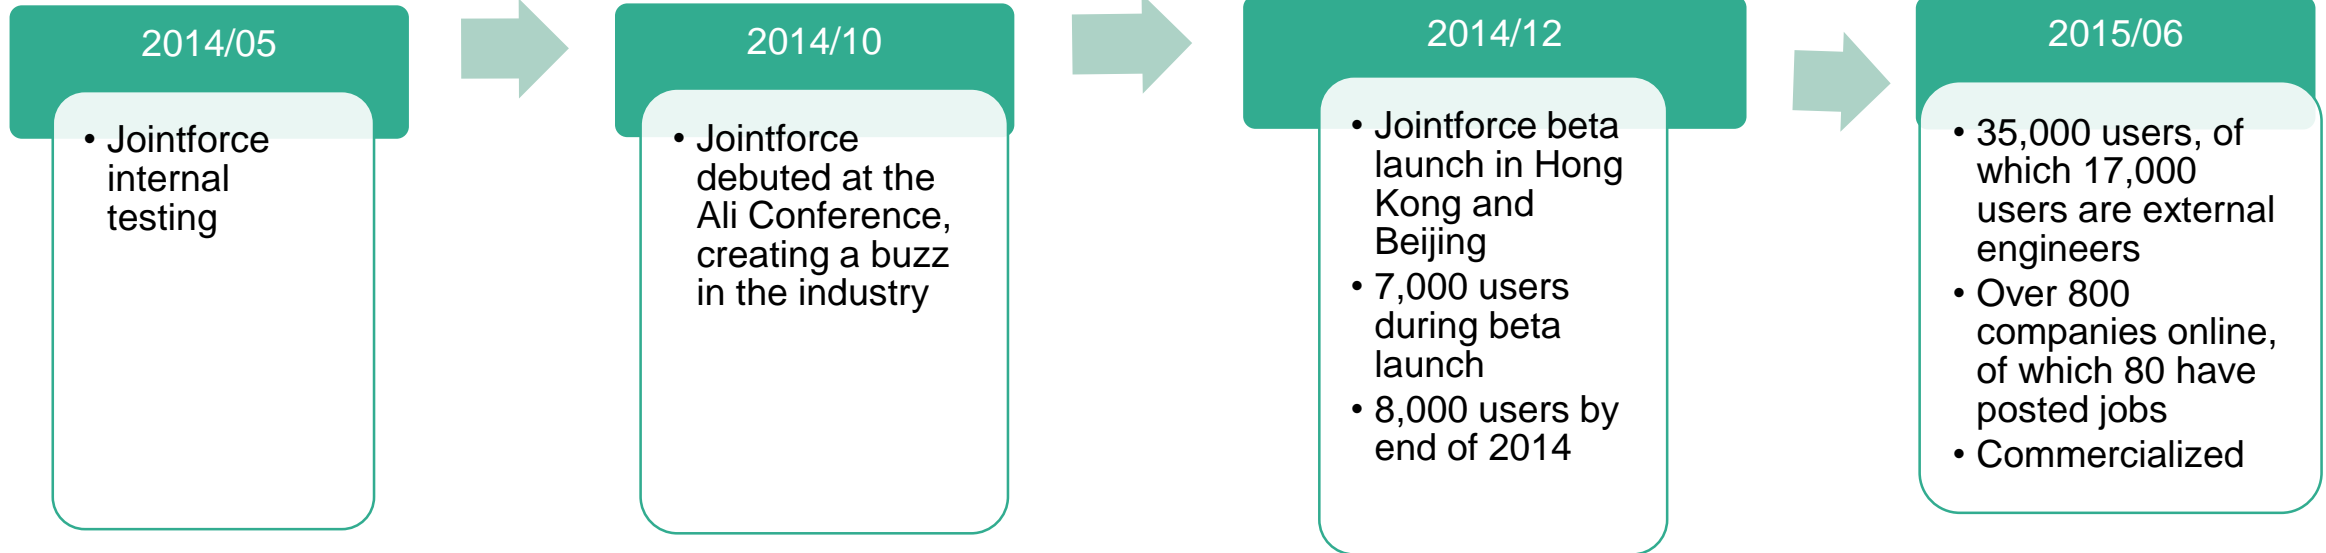 2014/05
• Jointforce
internal
testing
2014/10
• Jointforce
debuted at the
Ali Conference,
creating a buzz
in the industry
2014/12
• Jointforce beta
launch in Hong
Kong and
Beijing
• 7,000 users
during beta
launch
• 8,000 users by
end of 2014
2015/06
• 35,000 users, of
which 17,000
users are external
engineers
• Over 800
companies online,
of which 80 have
posted jobs
• Commercialized